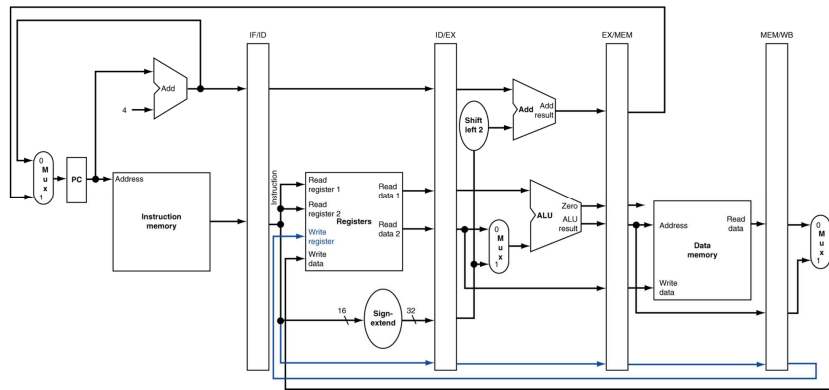 IF/ID
ID/EX
EX/MEM
MEM/WB
Add
4
Add
Add
result
Shift
left 2
0
M
u
x
1
PC
Address
Instruction
memory
Instruction
Read
register 1
Read
register 2
Write
register
Write
data
Registers
Read
data 1
Read
data 2
16
Sign-
extend
32
0
M
u
x
1
ALU
Zero
ALU
result
Address
Write
data
Read
data
Data
memory
0
M
u
x
1